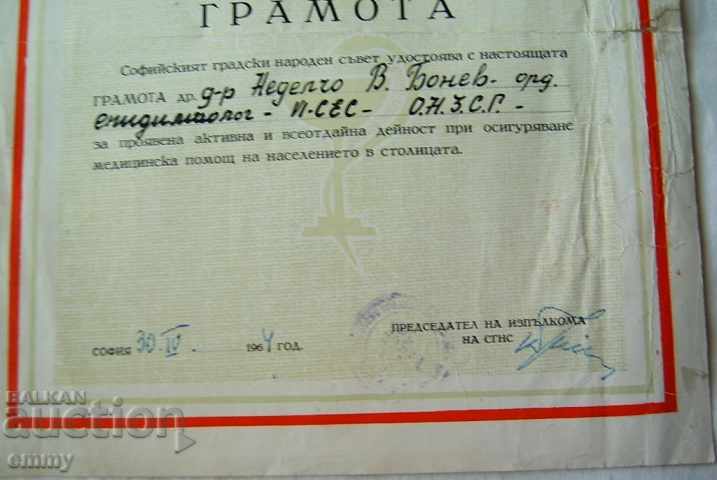 ГРАМОТА
Софийският градски народен съвет удостоява с настоящата
ГРАМОТА др. д-р Неделчо В. Бонев - орд.
епидимиолог - II-СЕС - О.Н.З.С.Г. -
за проявена активна и всеотдайна дейност при осигуряване
медицинска помощ на населението в столицата.
ПРЕДСЕДАТЕЛ НА ИЗПЪЛКОМА
НА СГНС
СОФИЯ 30 IV. 1964 ГОД.
BALKAN
auction
emmy